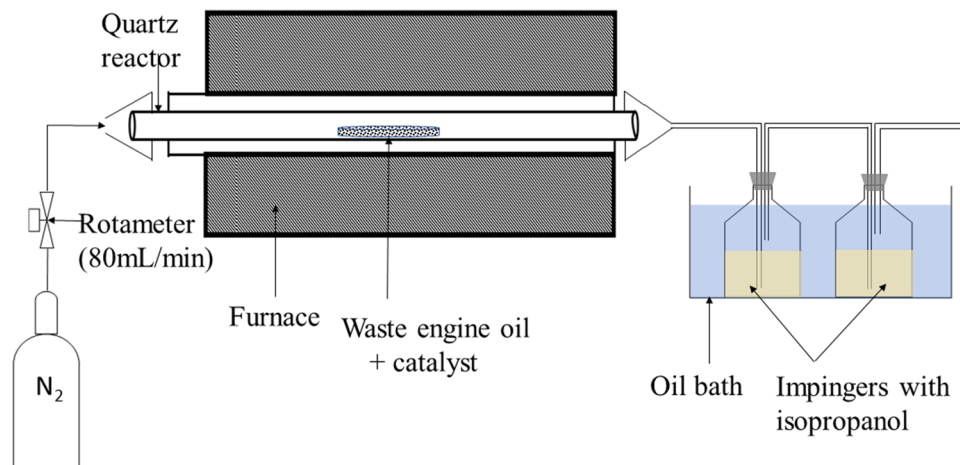 Quartz
reactor
Rotameter
(80mL/min)
Furnace
Waste engine oil
+ catalyst
N₂
Oil bath
Impingers with
isopropanol